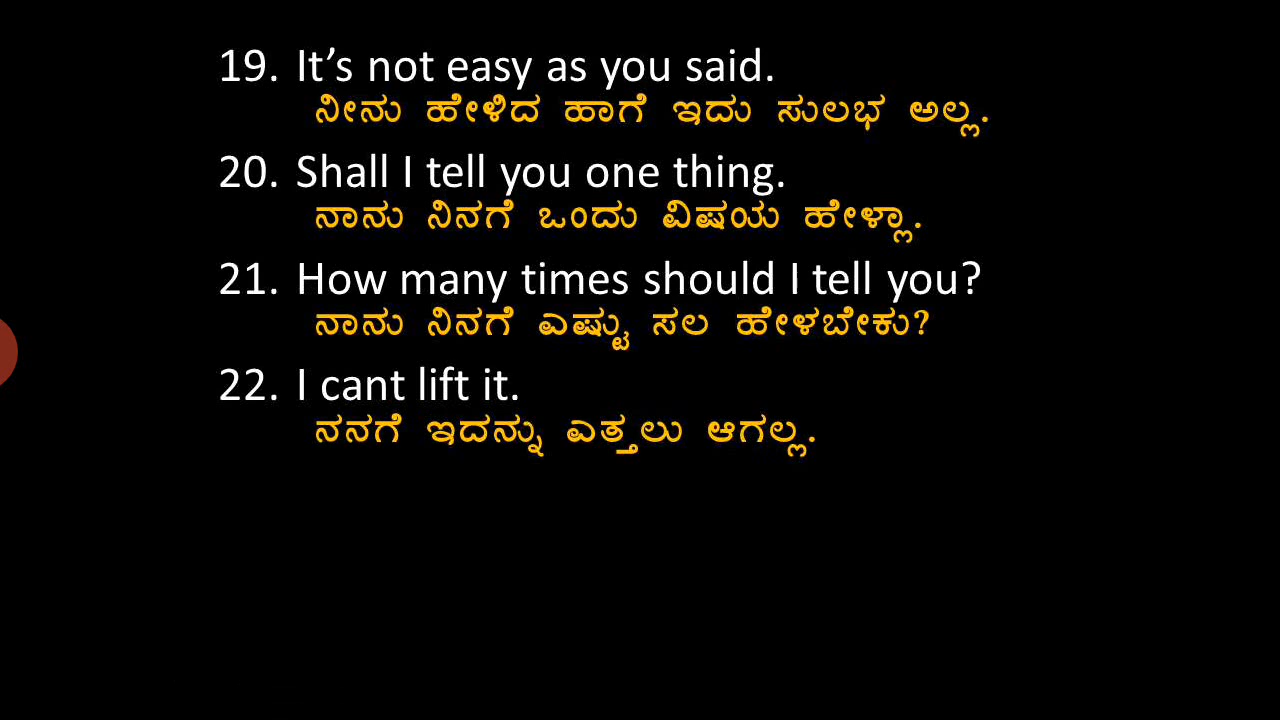 19. It’s not easy as you said.
ನೀನು ಹೇಳಿದ ಹಾಗೆ ಇದು ಸುಲಭ ಅಲ್ಲ.
20. Shall I tell you one thing.
ನಾನು ನಿನಗೆ ಒಂದು ವಿಷಯ ಹೇಳ್ಲಾ.
21. How many times should I tell you?
ನಾನು ನಿನಗೆ ಎಷ್ಟು ಸಲ ಹೇಳಬೇಕು?
22. I cant lift it.
ನನಗೆ ಇದನ್ನು ಎತ್ತಲು ಆಗಲ್ಲ.